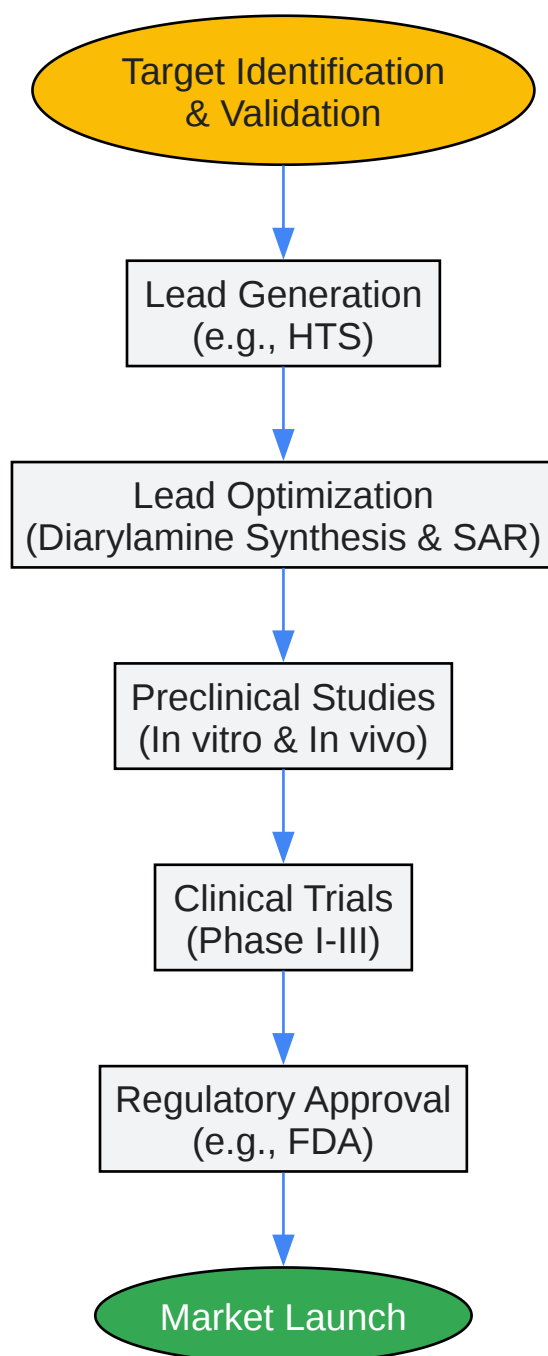 Target Identification
& Validation
Lead Generation
(e.g., HTS)
Lead Optimization
(Diarylamine Synthesis & SAR)
Preclinical Studies
(In vitro & In vivo)
Clinical Trials
(Phase I-III)
Regulatory Approval
(e.g., FDA)
Market Launch